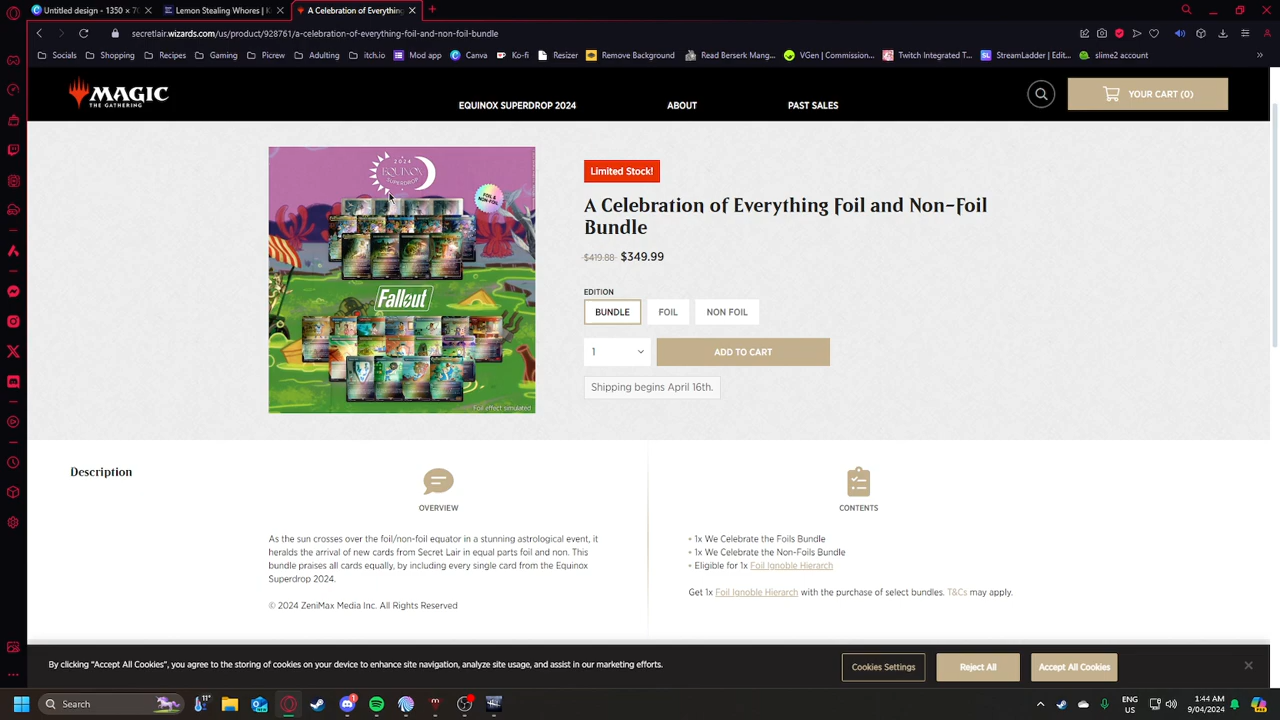 Untitled design - 1350 × 70
Lemon Stealing Whores | K
A Celebration of Everything
secretlair.wizards.com/us/product/928761/a-celebration-of-everything-foil-and-non-foil-bundle
Socials
Shopping
Recipes
Gaming
Picrew
Adulting
itch.io
Mod app
Canva
Ko-fi
Resizer
Remove Background
Read Berserk Mang...
VGen | Commission...
Twitch Integrated T...
StreamLadder | Edit...
slime2 account
MAGIC
THE GATHERING
EQUINOX SUPERDROP 2024
ABOUT
PAST SALES
YOUR CART (0)
2024
EQUINOX
SUPERDROP
FOIL &
NON-FOIL
Fallout
Foil effect simulated
Limited Stock!
A Celebration of Everything Foil and Non-Foil
Bundle
$419.88 $349.99
EDITION
BUNDLE
FOIL
NON FOIL
1
ADD TO CART
Shipping begins April 16th.
Description
OVERVIEW
As the sun crosses over the foil/non-foil equator in a stunning astrological event, it
heralds the arrival of new cards from Secret Lair in equal parts foil and non. This
bundle praises all cards equally, by including every single card from the Equinox
Superdrop 2024.
© 2024 ZeniMax Media Inc. All Rights Reserved
CONTENTS
• 1x We Celebrate the Foils Bundle
• 1x We Celebrate the Non-Foils Bundle
• Eligible for 1x Foil Ignoble Hierarch
Get 1x Foil Ignoble Hierarch with the purchase of select bundles. T&Cs may apply.
By clicking "Accept All Cookies", you agree to the storing of cookies on your device to enhance site navigation, analyze site usage, and assist in our marketing efforts.
Cookies Settings
Reject All
Accept All Cookies
Search
11°
1
ENG
US
1:44 AM
9/04/2024